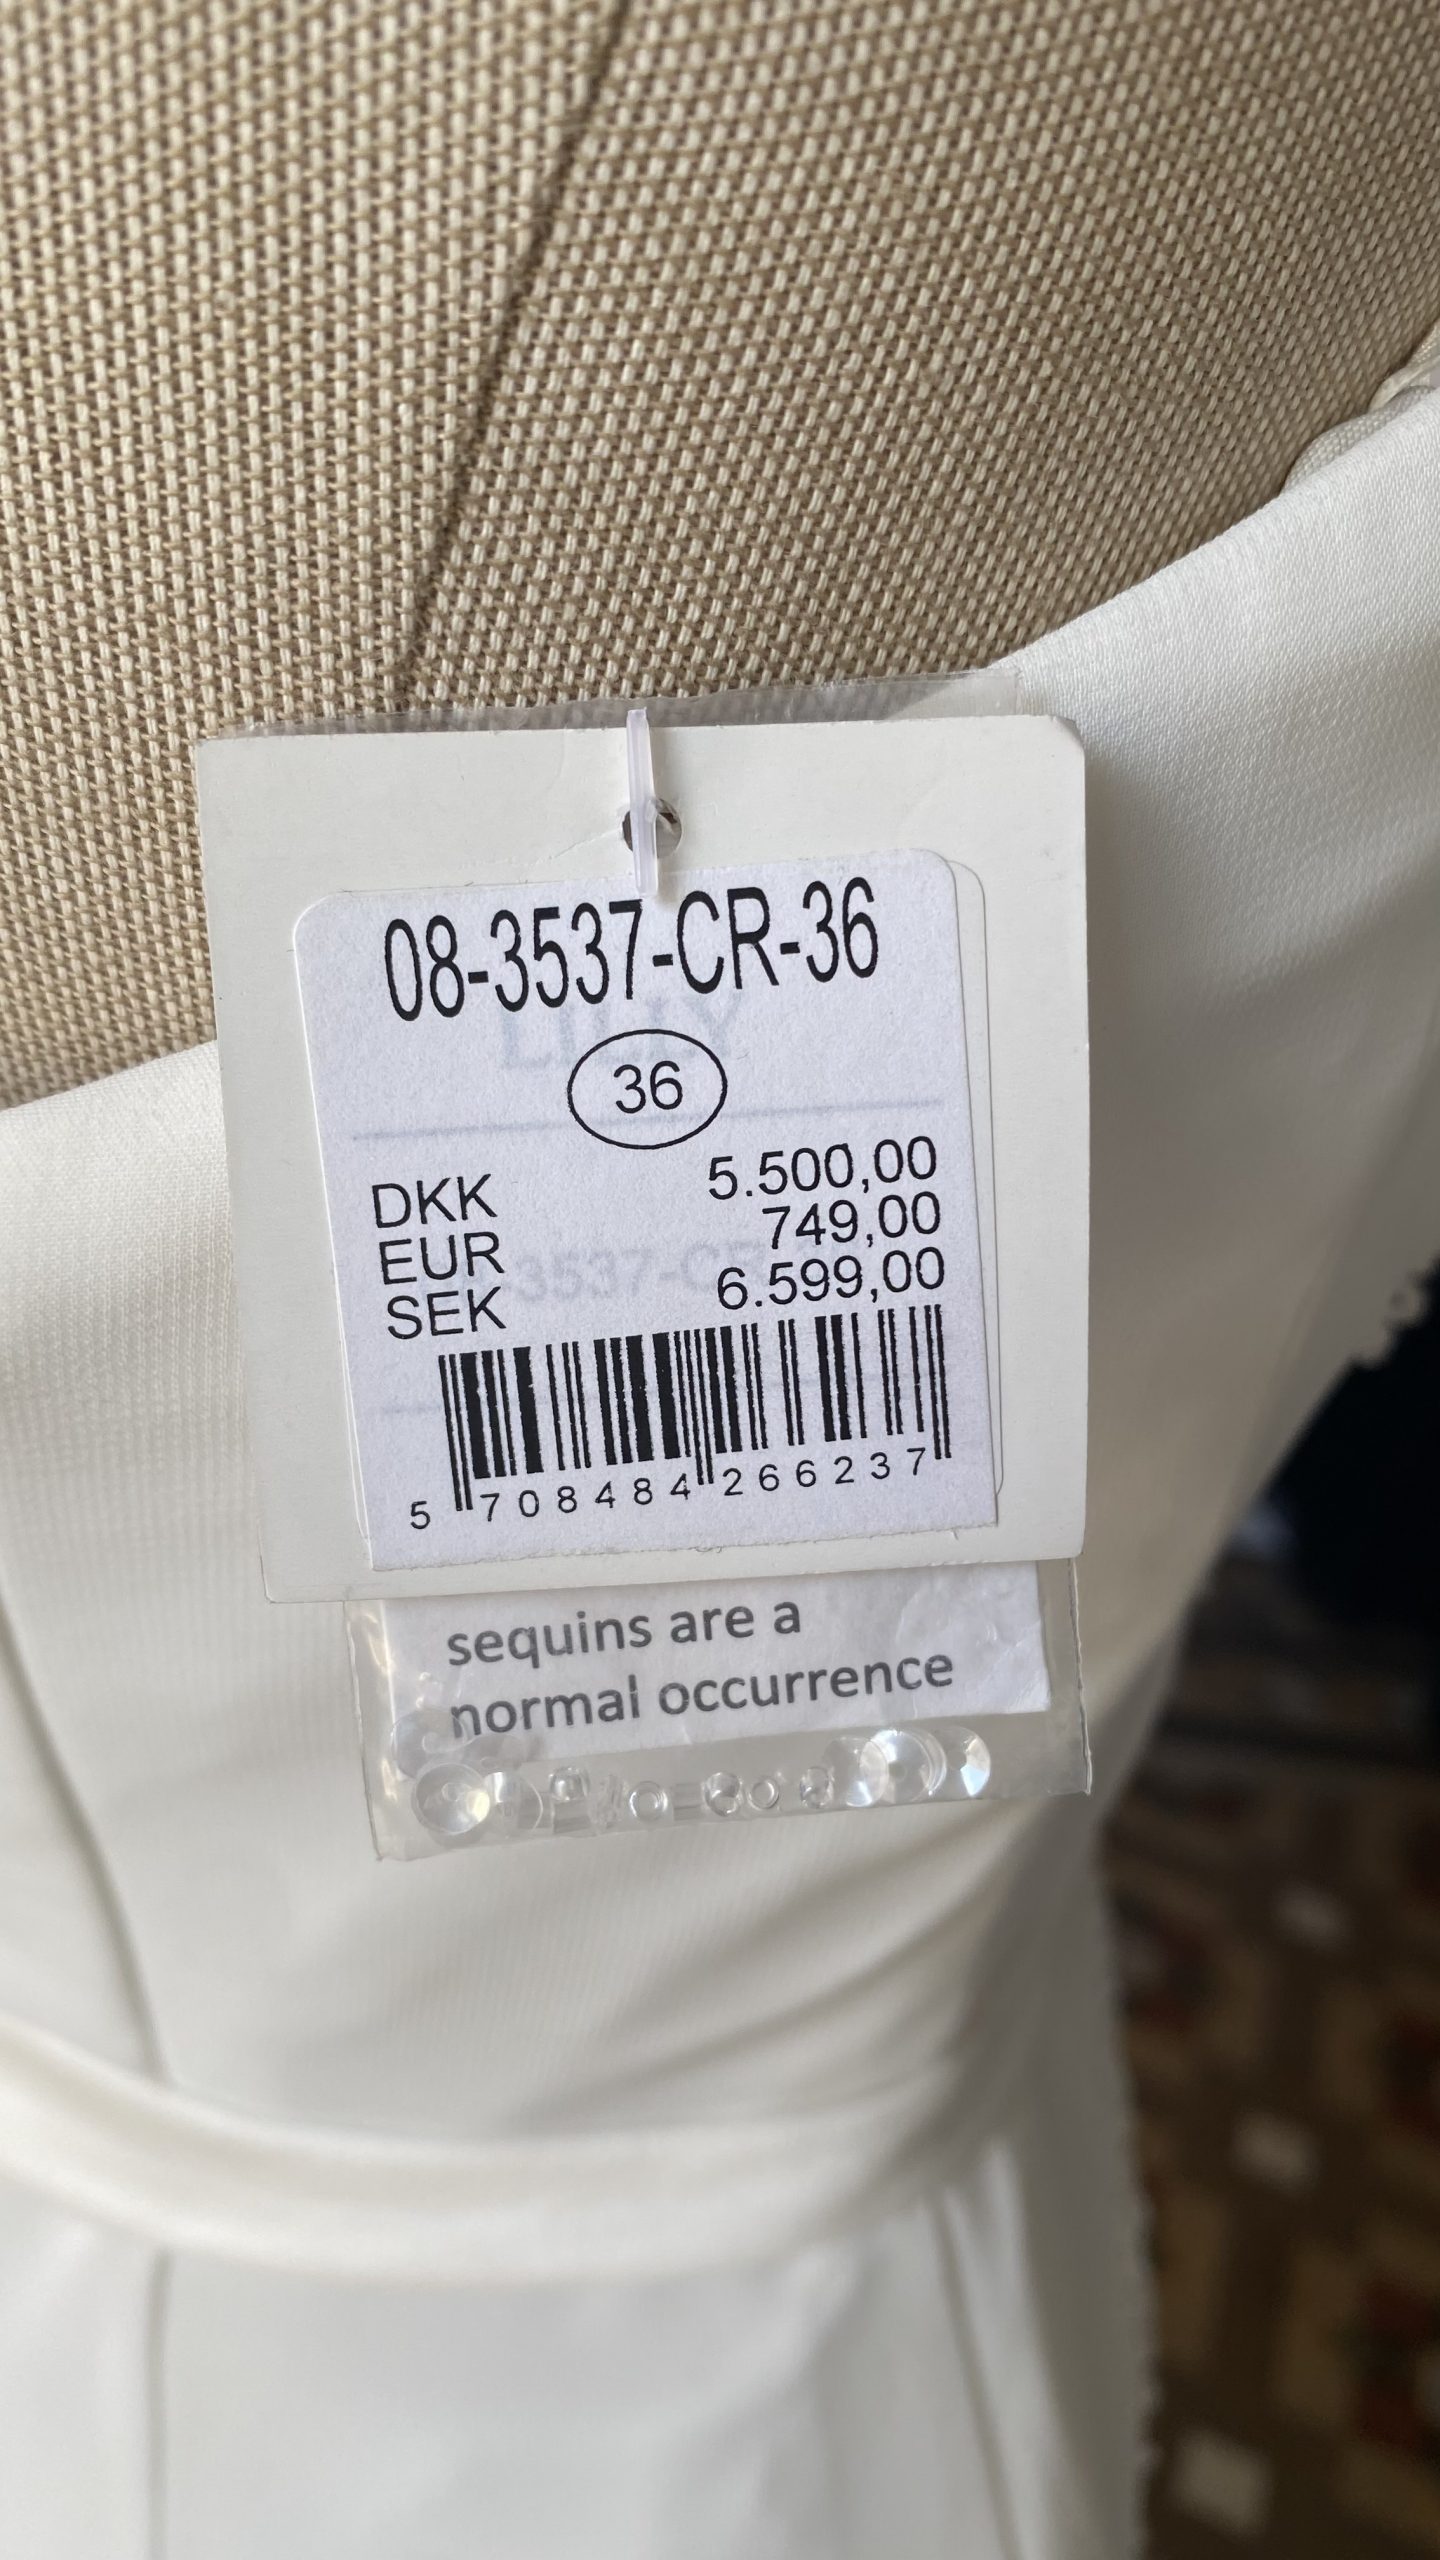 08-3537-CR-36
LILLY
36
DKK 5.500,00
EUR 749,00
SEK 6.599,00
5 708484 266237
sequins are a
normal occurrence